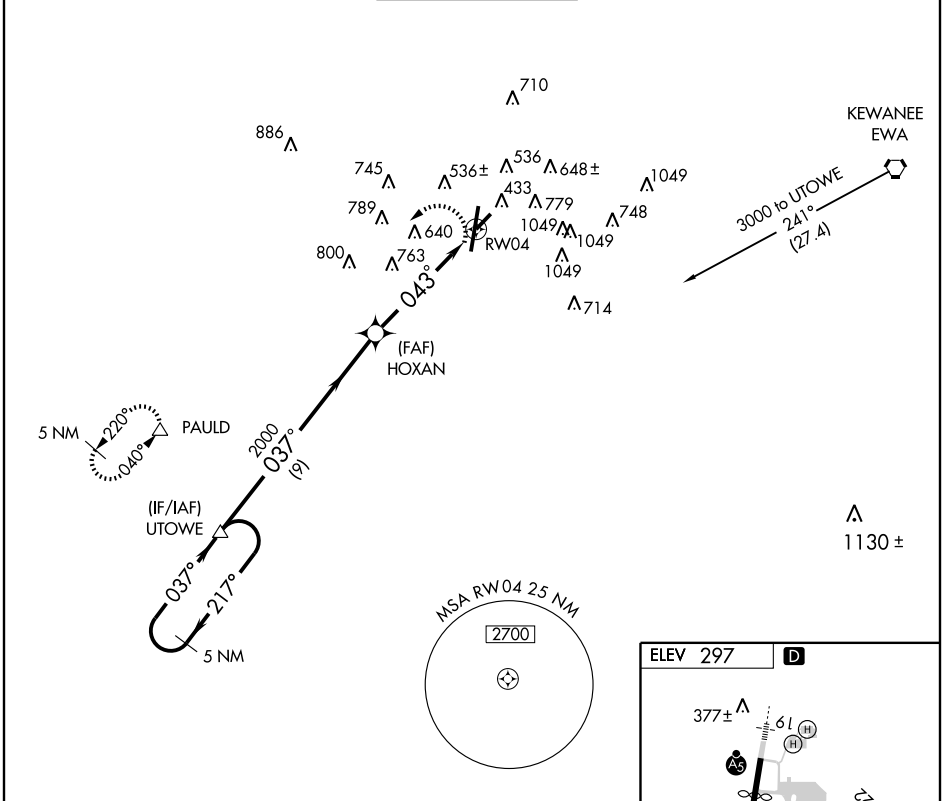 710
886
KEWANEE
EWA
745
536±
536
648±
1049
433
779
3000 to UTOWE
241°
(27.4)
789
640
RW04
1049
1049
748
800
763
1049
043°
714
(FAF)
HOXAN
5 NM
220°
040°
PAULD
2000
037°
(9)
(IF/IAF)
UTOWE
1130 ±
037°
217°
5 NM
MSA RW04 25 NM
2700
ELEV 297
D
377±
19
H
H
A5
22